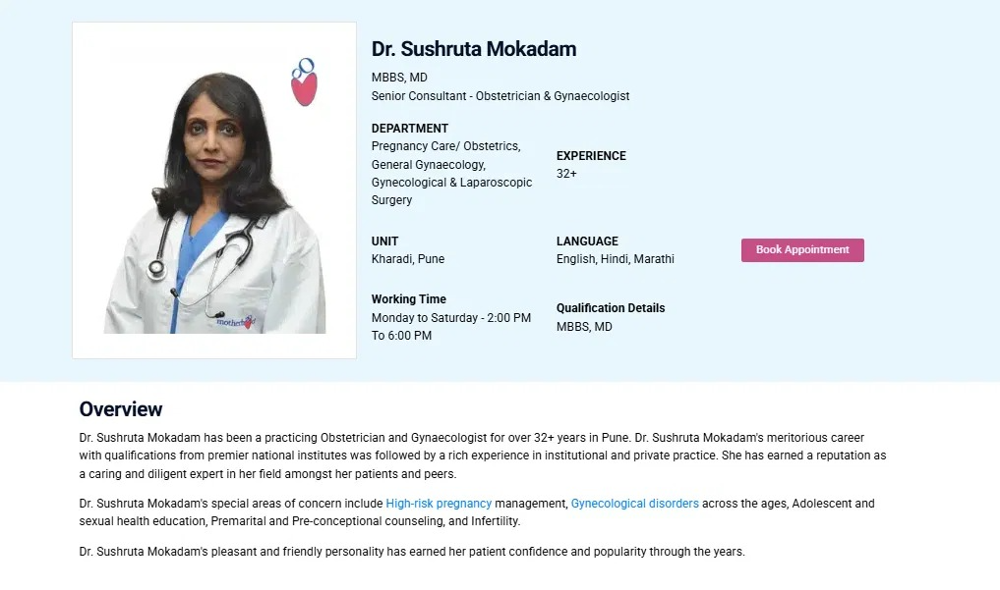 Dr. Sushruta Mokadam
MBBS, MD
Senior Consultant - Obstetrician & Gynaecologist
DEPARTMENT
Pregnancy Care/ Obstetrics,
General Gynaecology,
Gynecological & Laparoscopic
Surgery
EXPERIENCE
32+
UNIT
Kharadi, Pune
LANGUAGE
English, Hindi, Marathi
Book Appointment
Working Time
Monday to Saturday - 2:00 PM
To 6:00 PM
Qualification Details
MBBS, MD
Overview
Dr. Sushruta Mokadam has been a practicing Obstetrician and Gynaecologist for over 32+ years in Pune. Dr. Sushruta Mokadam's meritorious career
with qualifications from premier national institutes was followed by a rich experience in institutional and private practice. She has earned a reputation as
a caring and diligent expert in her field amongst her patients and peers.
Dr. Sushruta Mokadam's special areas of concern include High-risk pregnancy management, Gynecological disorders across the ages, Adolescent and
sexual health education, Premarital and Pre-conceptional counseling, and Infertility.
Dr. Sushruta Mokadam's pleasant and friendly personality has earned her patient confidence and popularity through the years.